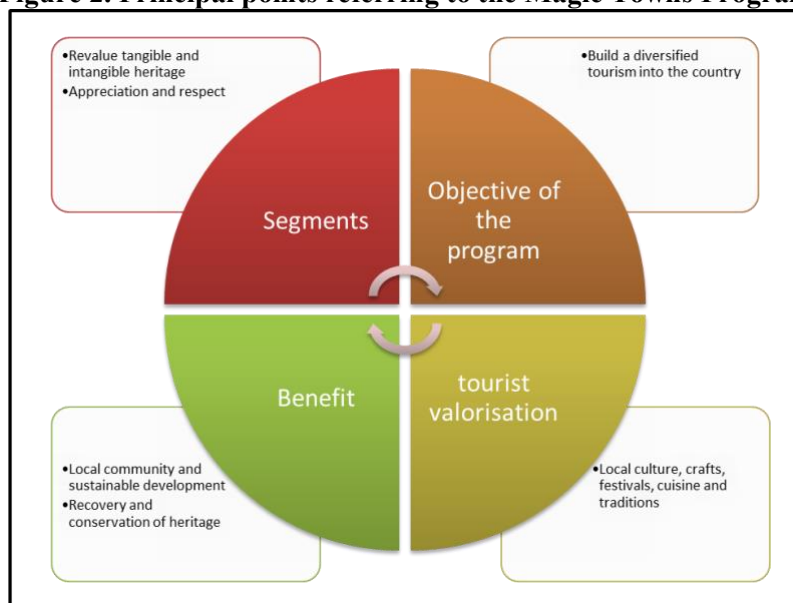 Figure 2. Principal points referring to the Magic Towns Program
•Revalue tangible and
intangible heritage
•Appreciation and respect
•Build a diversified
tourism into the country
Segments
Objective of
the
program
Benefit
tourist
valorisation
•Local community and
sustainable development
•Recovery and
conservation of heritage
•Local culture, crafts,
festivals, cuisine and
traditions